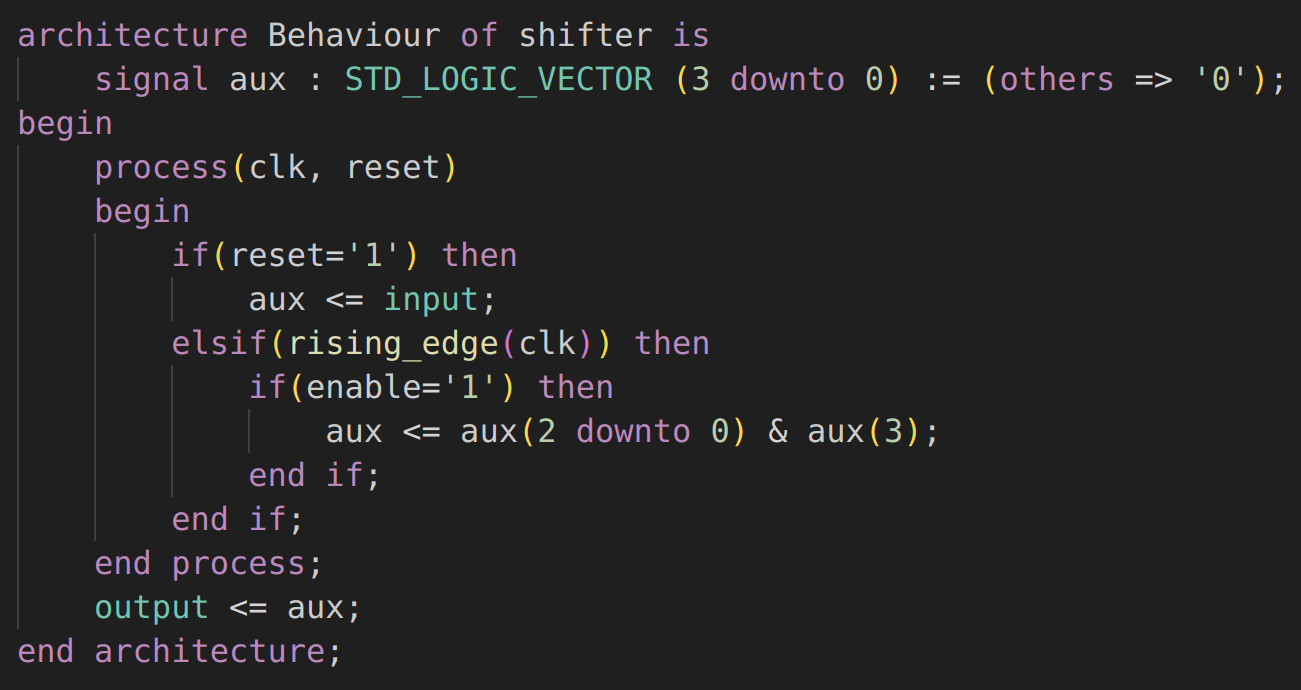 architecture Behaviour of shifter is
    signal aux : STD_LOGIC_VECTOR (3 downto 0) := (others => '0');
begin
    process(clk, reset)
    begin
        if(reset='1') then
            aux <= input;
        elsif(rising_edge(clk)) then
            if(enable='1') then
                aux <= aux(2 downto 0) & aux(3);
            end if;
        end if;
    end process;
    output <= aux;
end architecture;